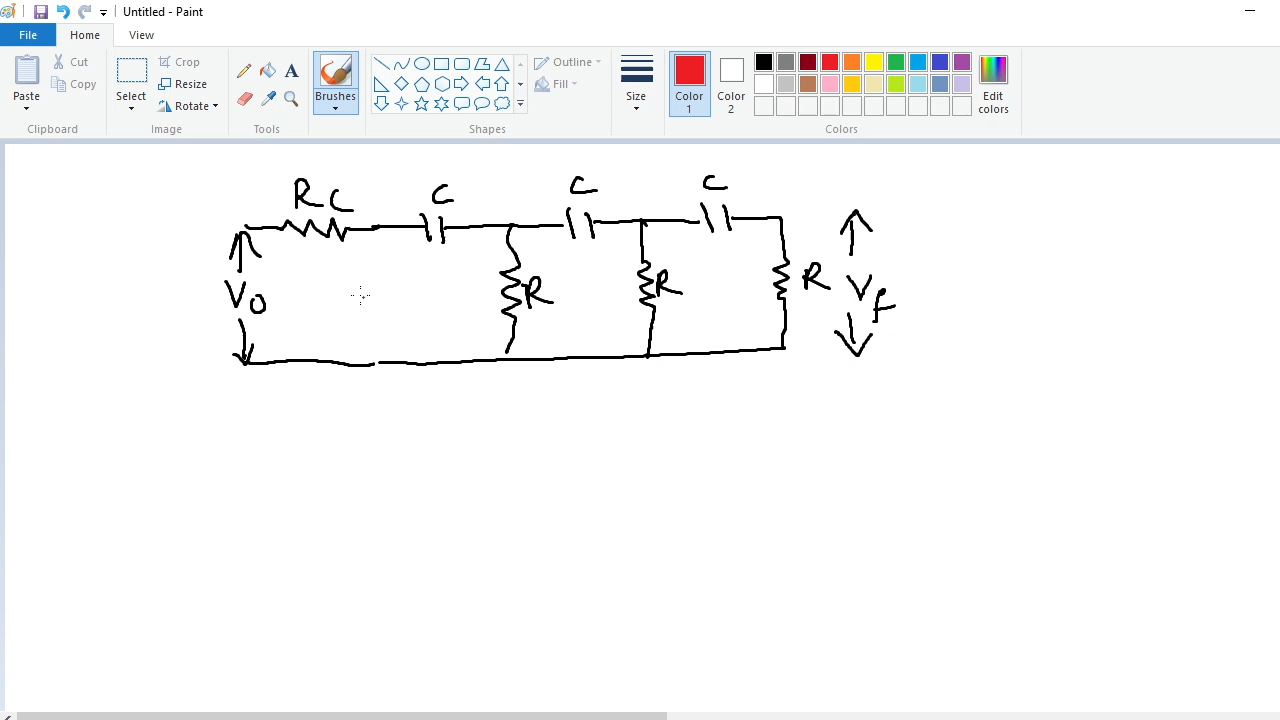 Untitled - Paint
File Home View
Paste
Cut
Copy
Clipboard
Select
Crop
Resize
Rotate
Image
A
Tools
Brushes
Shapes
Outline
Fill
Size
Color 1
Color 2
Edit colors
Colors
RC C C C
R R R
Vo
Vf